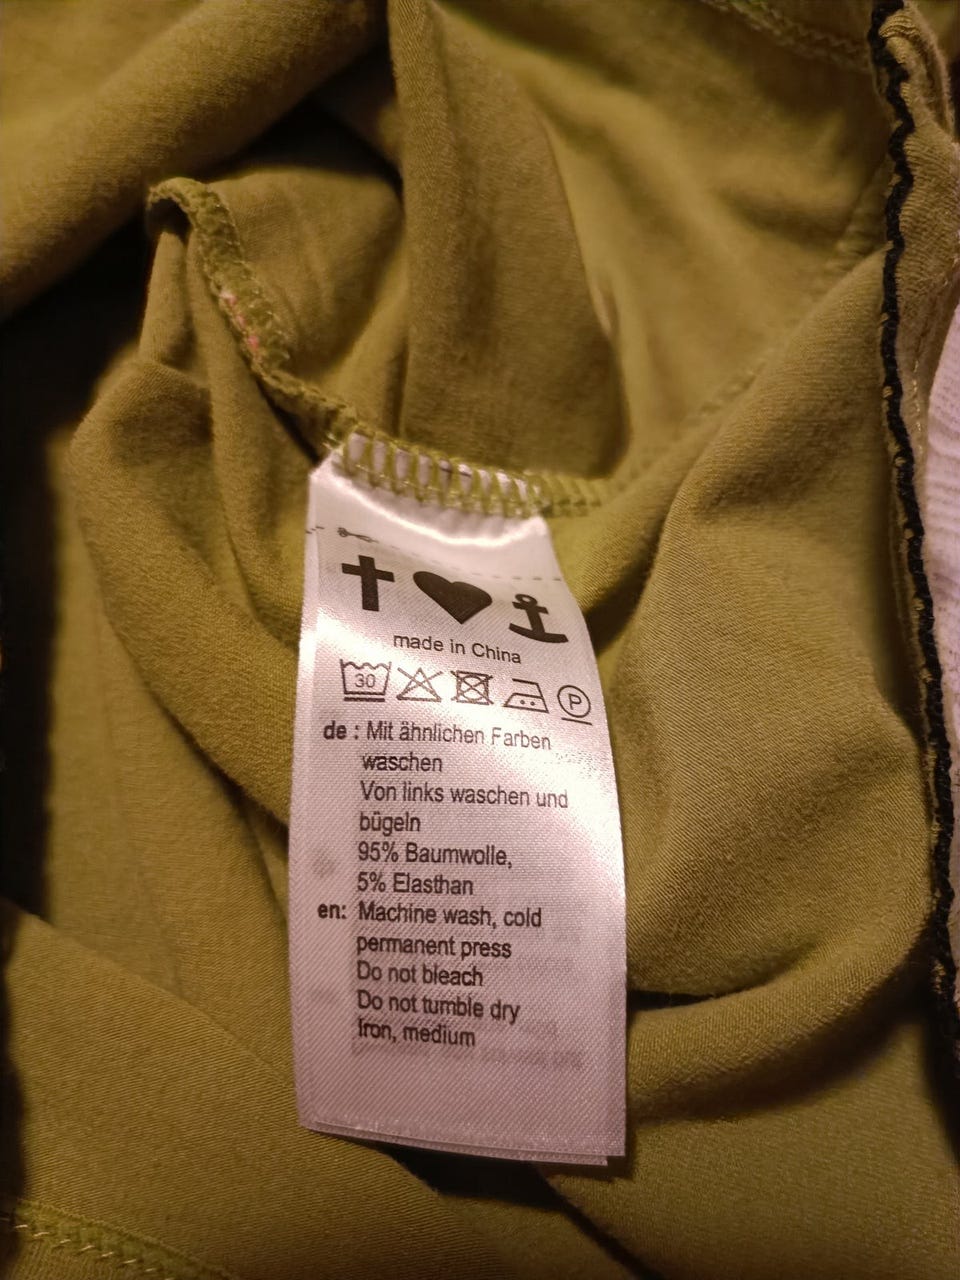 made in China
30
P
de : Mit ähnlichen Farben
waschen
Von links waschen und
bügeln
95% Baumwolle,
5% Elasthan
en: Machine wash, cold
permanent press
Do not bleach
Do not tumble dry
Iron, medium